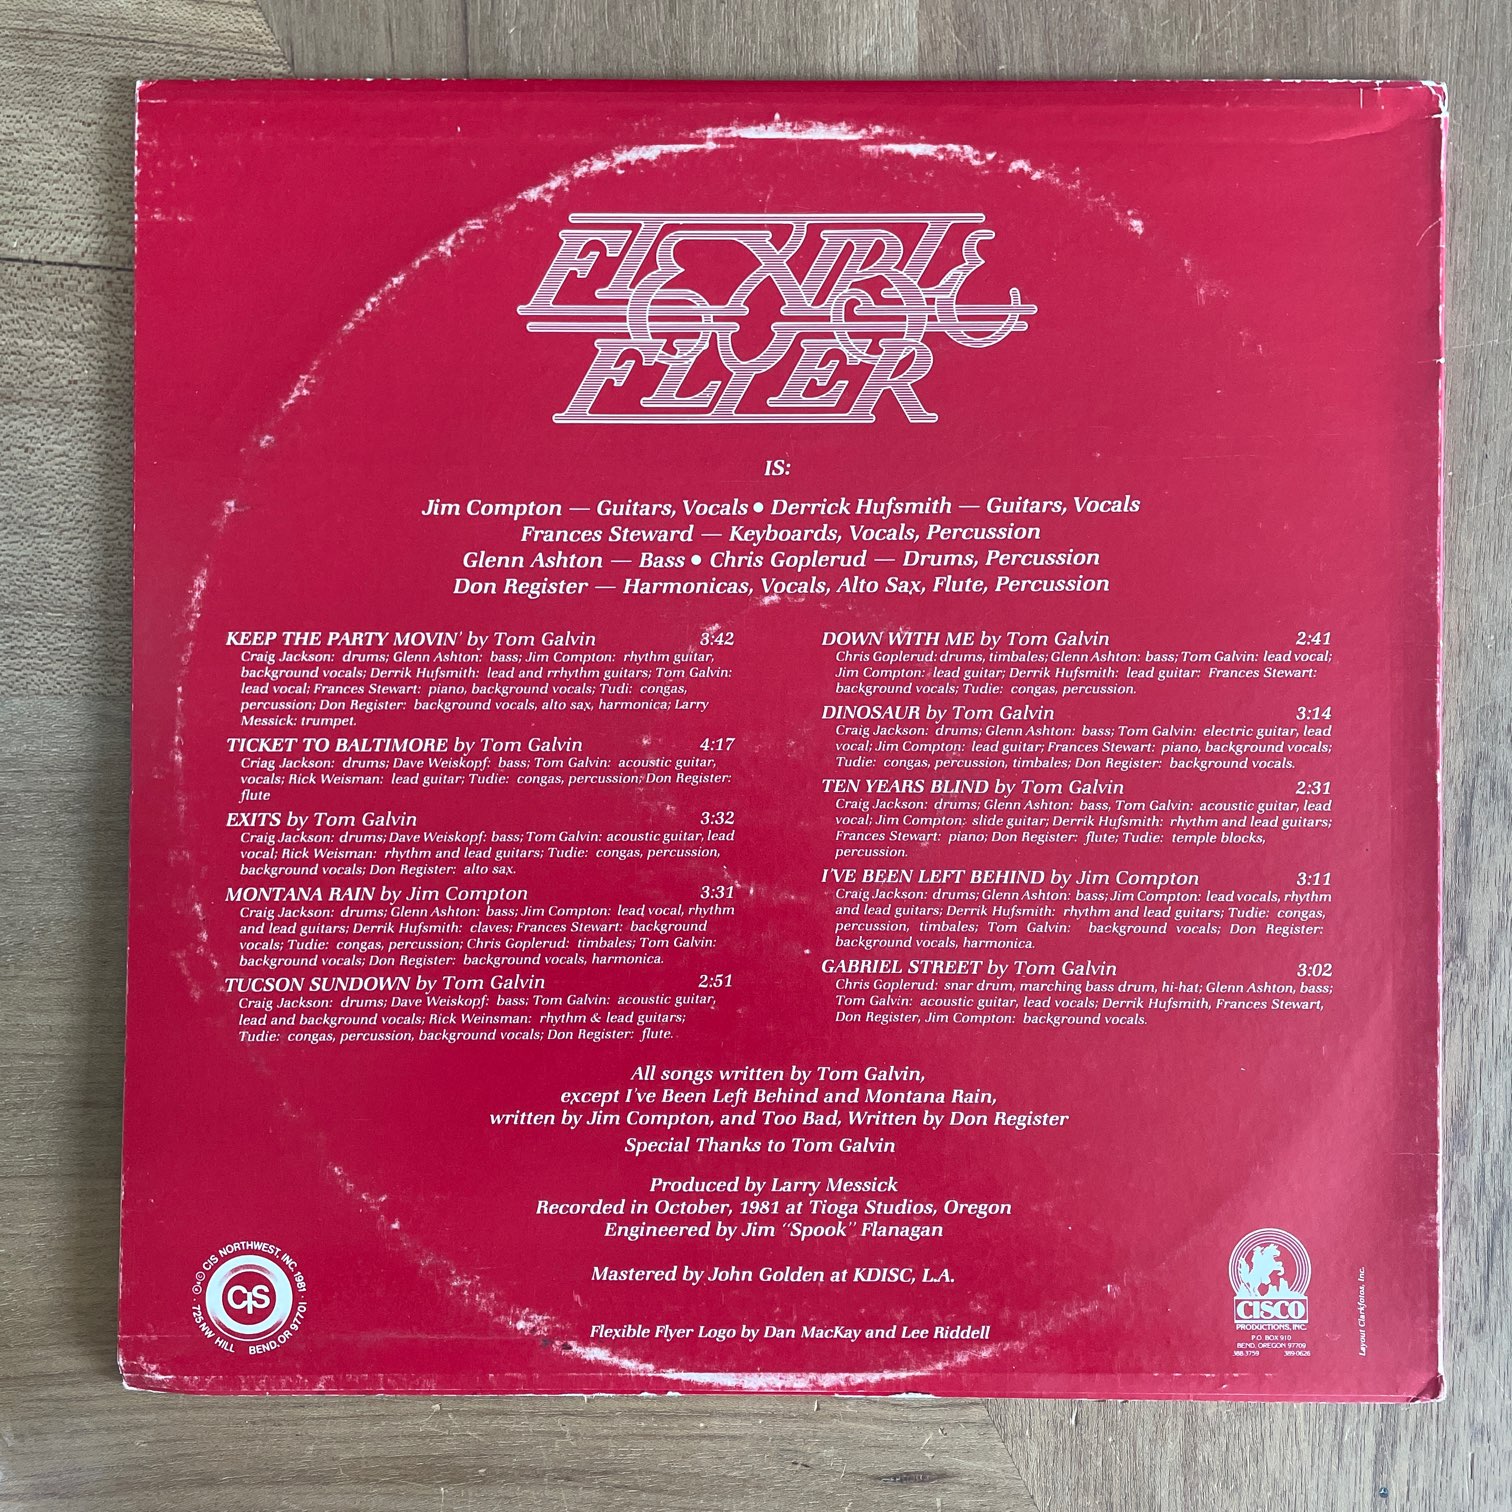 FLEXIBLE
FLYER
IS:
Jim Compton — Guitars, Vocals • Derrick Hufsmith — Guitars, Vocals
Frances Steward — Keyboards, Vocals, Percussion
Glenn Ashton — Bass • Chris Goplerud — Drums, Percussion
Don Register — Harmonicas, Vocals, Alto Sax, Flute, Percussion
KEEP THE PARTY MOVIN' by Tom Galvin 3:42
Craig Jackson: drums; Glenn Ashton: bass; Jim Compton: rhythm guitar,
background vocals; Derrik Hufsmith: lead and rrhythm guitars; Tom Galvin:
lead vocal; Frances Stewart: piano, background vocals; Tudi: congas,
percussion; Don Register: background vocals, alto sax, harmonica; Larry
Messick: trumpet.
TICKET TO BALTIMORE by Tom Galvin 4:17
Criag Jackson: drums; Dave Weiskopf: bass; Tom Galvin: acoustic guitar,
vocals; Rick Weisman: lead guitar; Tudie: congas, percussion; Don Register:
flute
EXITS by Tom Galvin 3:32
Craig Jackson: drums; Dave Weiskopf: bass; Tom Galvin: acoustic guitar, lead
vocal; Rick Weisman: rhythm and lead guitars; Tudie: congas, percussion,
background vocals; Don Register: alto sax.
MONTANA RAIN by Jim Compton 3:31
Craig Jackson: drums; Glenn Ashton: bass; Jim Compton: lead vocal, rhythm
and lead guitars; Derrik Hufsmith: claves; Frances Stewart: background
vocals; Tudie: congas, percussion; Chris Goplerud: timbales; Tom Galvin:
background vocals; Don Register: background vocals, harmonica.
TUCSON SUNDOWN by Tom Galvin 2:51
Craig Jackson: drums; Dave Weiskopf: bass; Tom Galvin: acoustic guitar,
lead and background vocals; Rick Weinsman: rhythm & lead guitars;
Tudie: congas, percussion, background vocals; Don Register: flute.
DOWN WITH ME by Tom Galvin 2:41
Chris Goplerud: drums, timbales; Glenn Ashton: bass; Tom Galvin: lead vocal;
Jim Compton: lead guitar; Derrik Hufsmith: lead guitar: Frances Stewart:
background vocals; Tudie: congas, percussion.
DINOSAUR by Tom Galvin 3:14
Craig Jackson: drums; Glenn Ashton: bass; Tom Galvin: electric guitar, lead
vocal; Jim Compton: lead guitar; Frances Stewart: piano, background vocals;
Tudie: congas, percussion, timbales; Don Register: background vocals.
TEN YEARS BLIND by Tom Galvin 2:31
Craig Jackson: drums; Glenn Ashton: bass, Tom Galvin: acoustic guitar, lead
vocal; Jim Compton: slide guitar; Derrik Hufsmith: rhythm and lead guitars;
Frances Stewart: piano; Don Register: flute; Tudie: temple blocks,
percussion.
I'VE BEEN LEFT BEHIND by Jim Compton 3:11
Craig Jackson: drums; Glenn Ashton: bass; Jim Compton: lead vocals, rhythm
and lead guitars; Derrik Hufsmith: rhythm and lead guitars; Tudie: congas,
percussion, timbales; Tom Galvin: background vocals; Don Register:
background vocals, harmonica.
GABRIEL STREET by Tom Galvin 3:02
Chris Goplerud: snar drum, marching bass drum, hi-hat; Glenn Ashton, bass;
Tom Galvin: acoustic guitar, lead vocals; Derrik Hufsmith, Frances Stewart,
Don Register, Jim Compton: background vocals.
All songs written by Tom Galvin,
except I've Been Left Behind and Montana Rain,
written by Jim Compton, and Too Bad, Written by Don Register
Special Thanks to Tom Galvin
Produced by Larry Messick
Recorded in October, 1981 at Tioga Studios, Oregon
Engineered by Jim “Spook” Flanagan
Mastered by John Golden at KDISC, L.A.
Flexible Flyer Logo by Dan MacKay and Lee Riddell
℗ © CIS NORTHWEST, INC. 1981 • 725 NW HILL BEND, OR 97701 •
CIS
CISCO
PRODUCTIONS, INC.
P.O. BOX 910
BEND, OREGON 97709
388-3759 389-0626
Layout Clarkfotos, Inc.